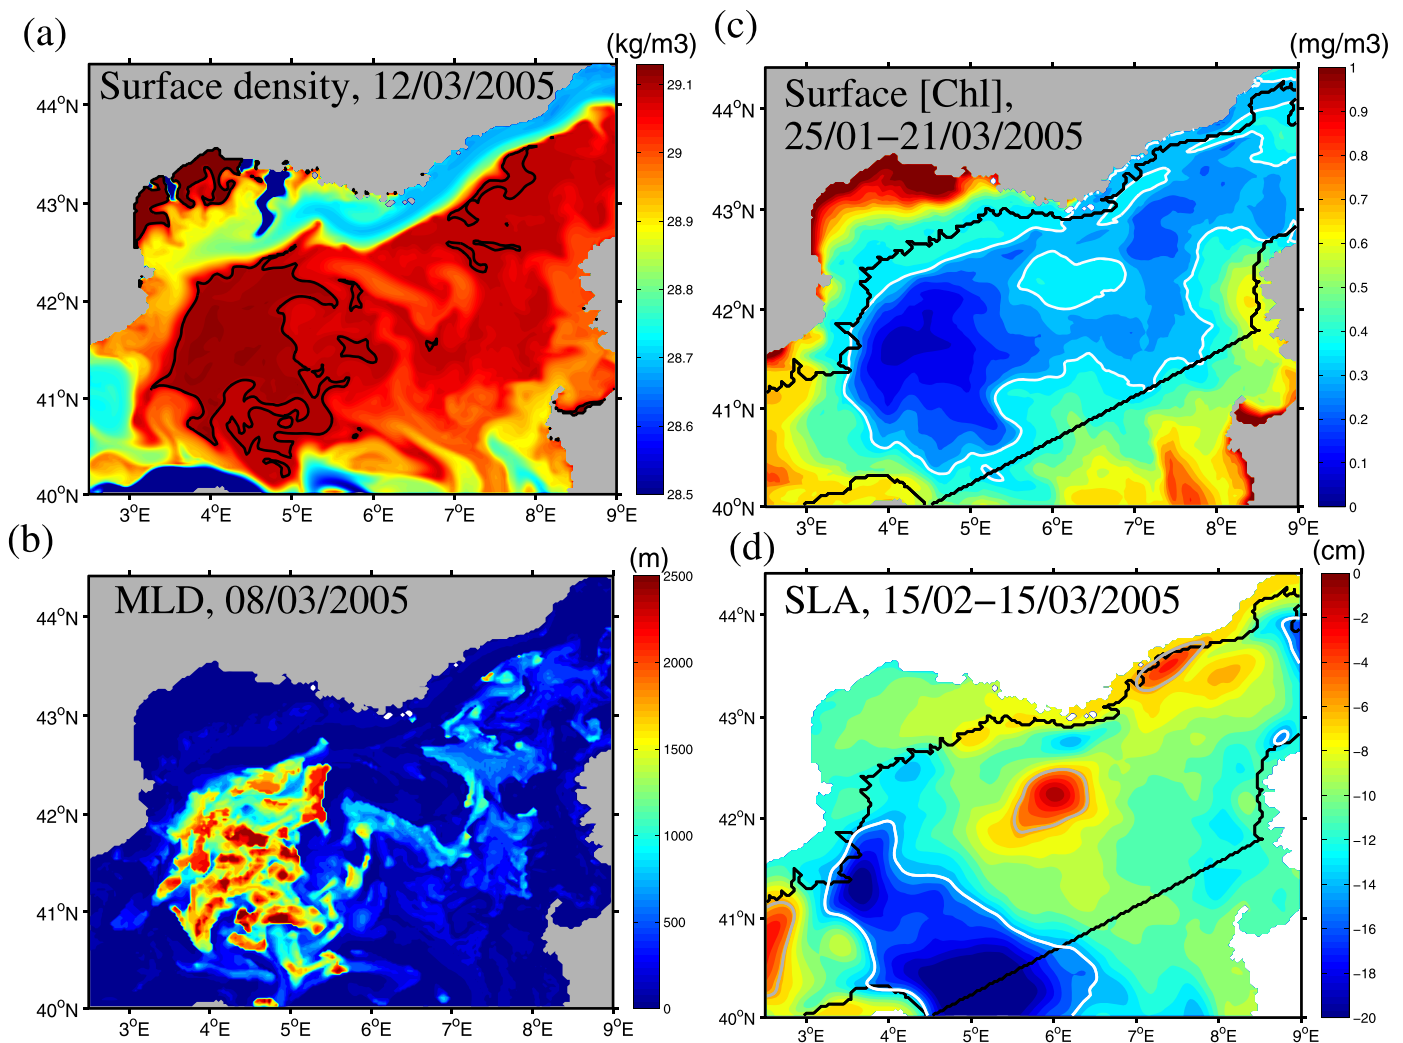 (a)
(kg/m3)
Surface density, 12/03/2005
44°N
43°N
42°N
41°N
40°N
3°E
4°E
5°E
6°E
7°E
8°E
9°E
29.1
29
28.9
28.8
28.7
28.6
28.5
(c)
(mg/m3)
Surface [Chl],
25/01−21/03/2005
44°N
43°N
42°N
41°N
40°N
3°E
4°E
5°E
6°E
7°E
8°E
9°E
1
0.9
0.8
0.7
0.6
0.5
0.4
0.3
0.2
0.1
0
(b)
(m)
MLD, 08/03/2005
44°N
43°N
42°N
41°N
40°N
3°E
4°E
5°E
6°E
7°E
8°E
9°E
2500
2000
1500
1000
500
0
(d)
(cm)
SLA, 15/02−15/03/2005
44°N
43°N
42°N
41°N
40°N
3°E
4°E
5°E
6°E
7°E
8°E
9°E
0
−2
−4
−6
−8
−10
−12
−14
−16
−18
−20